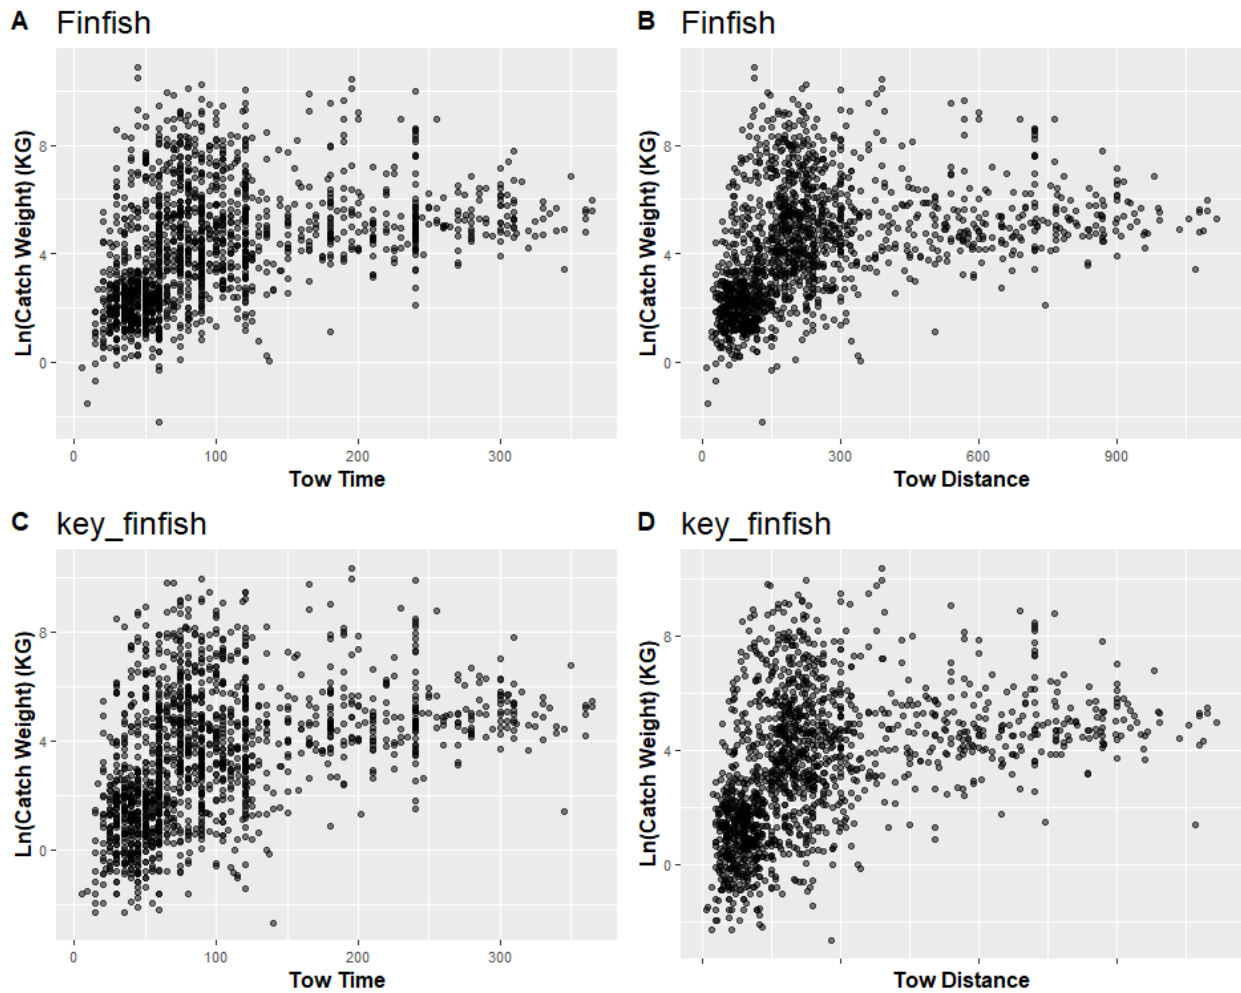 A Finfish
Ln(Catch Weight) (KG)
8
4
0
0 100 200 300
Tow Time
B Finfish
Ln(Catch Weight) (KG)
8
4
0
0 300 600 900
Tow Distance
C key_finfish
Ln(Catch Weight) (KG)
8
4
0
0 100 200 300
Tow Time
D key_finfish
Ln(Catch Weight) (KG)
8
4
0
Tow Distance